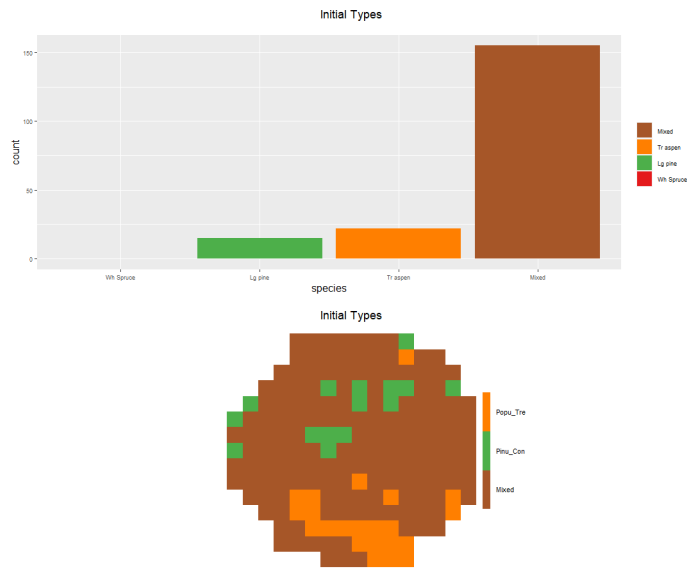 Initial Types
150
100
50
0
count
Wh Spruce
Lg pine
Tr aspen
Mixed
species
Mixed
Tr aspen
Lg pine
Wh Spruce
Initial Types
Popu_Tre
Pinu_Con
Mixed